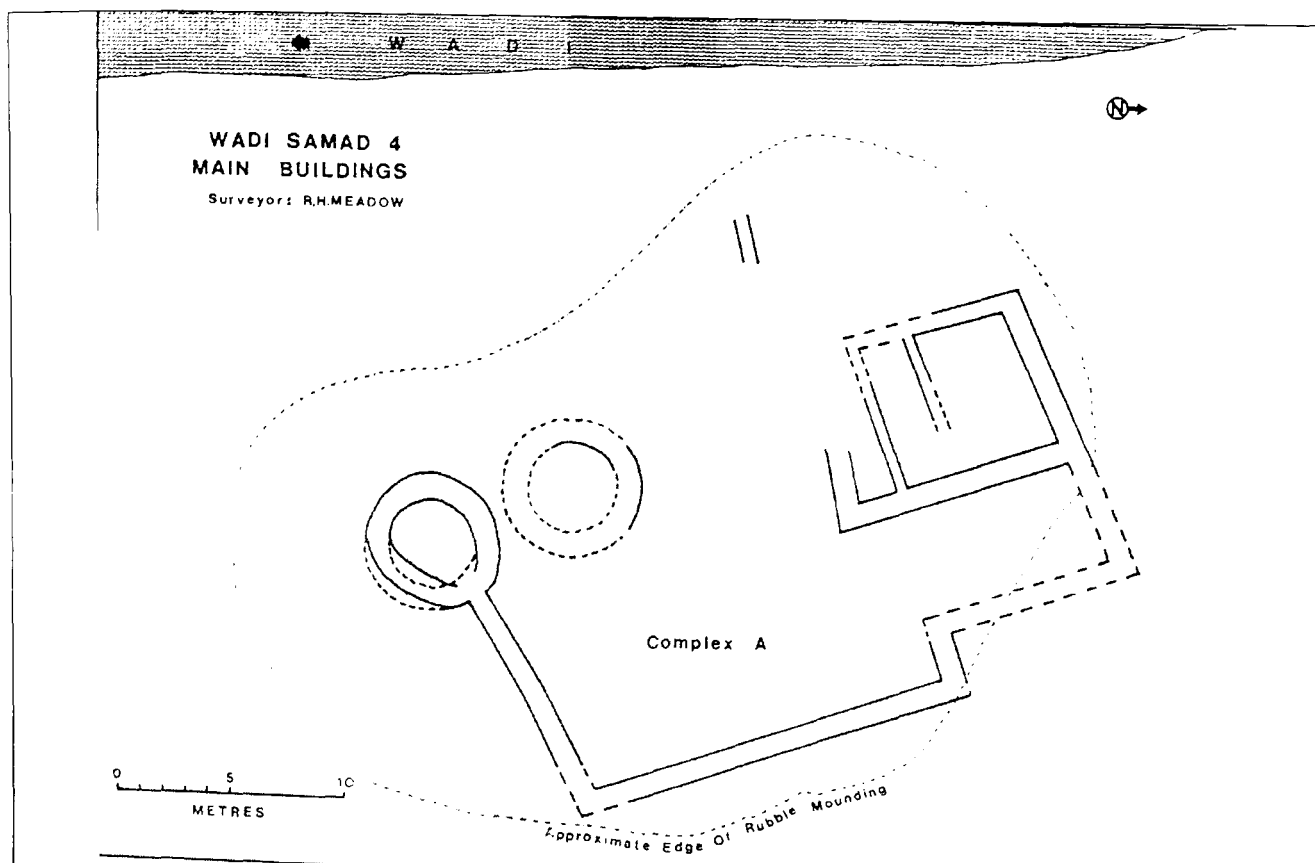 W A D I
N
WADI SAMAD 4
MAIN BUILDINGS
Surveyor: R.H.MEADOW
Complex A
0 5 10
METRES
Approximate Edge Of Rubble Mounding